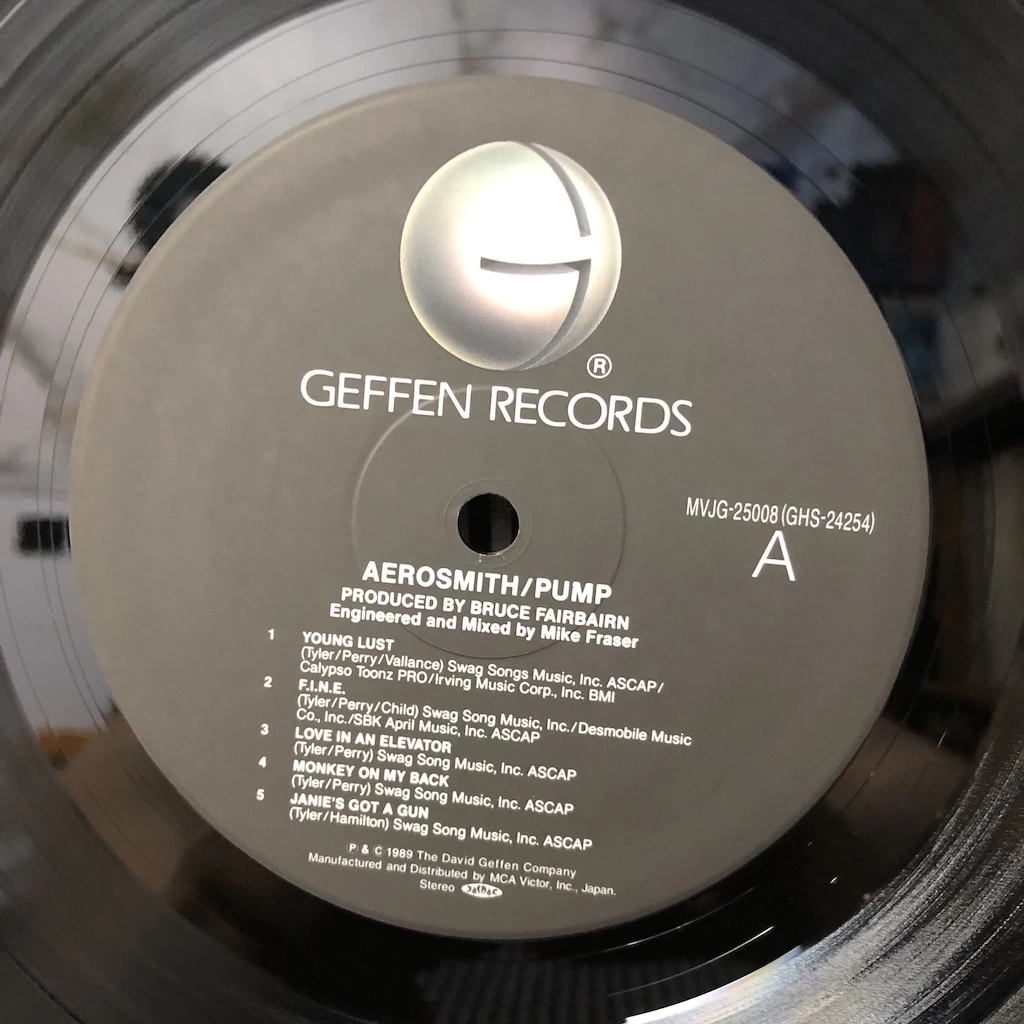 ®
GEFFEN RECORDS
MVJG-25008 (GHS-24254)
A
AEROSMITH/PUMP
PRODUCED BY BRUCE FAIRBAIRN
Engineered and Mixed by Mike Fraser
1 YOUNG LUST
(Tyler/Perry/Vallance) Swag Songs Music, Inc. ASCAP/
Calypso Toonz PRO/Irving Music Corp., Inc. BMI
2 F.I.N.E.
(Tyler/Perry/Child) Swag Song Music, Inc./Desmobile Music
Co., Inc./SBK April Music, Inc. ASCAP
3 LOVE IN AN ELEVATOR
(Tyler/Perry) Swag Song Music, Inc. ASCAP
4 MONKEY ON MY BACK
(Tyler/Perry) Swag Song Music, Inc. ASCAP
5 JANIE'S GOT A GUN
(Tyler/Hamilton) Swag Song Music, Inc. ASCAP
P & C 1989 The David Geffen Company
Manufactured and Distributed by MCA Victor, Inc., Japan.
Stereo JASRAC